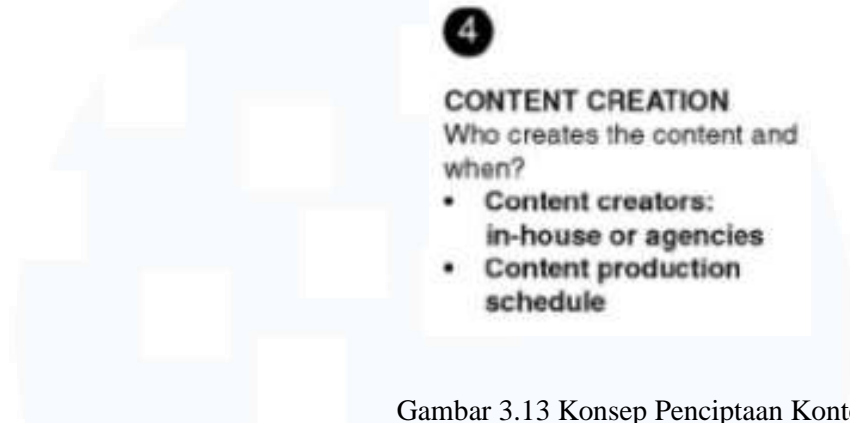 4
CONTENT CREATION
Who creates the content and
when?
• Content creators:
in-house or agencies
• Content production
schedule
Gambar 3.13 Konsep Penciptaan